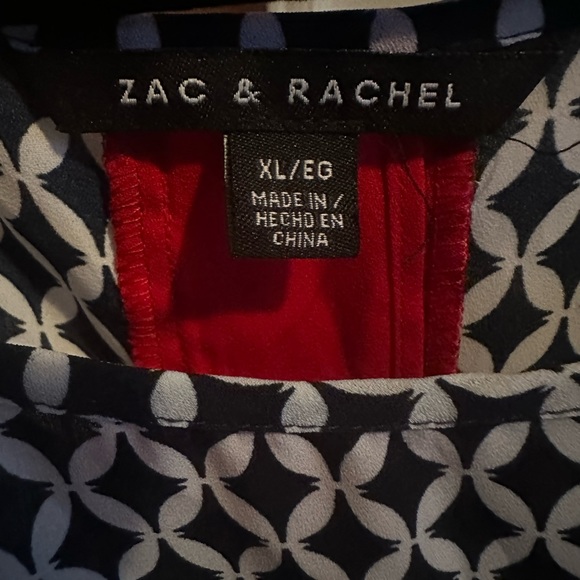 ZAC & RACHEL
XL/EG
MADE IN /
HECHO EN
CHINA